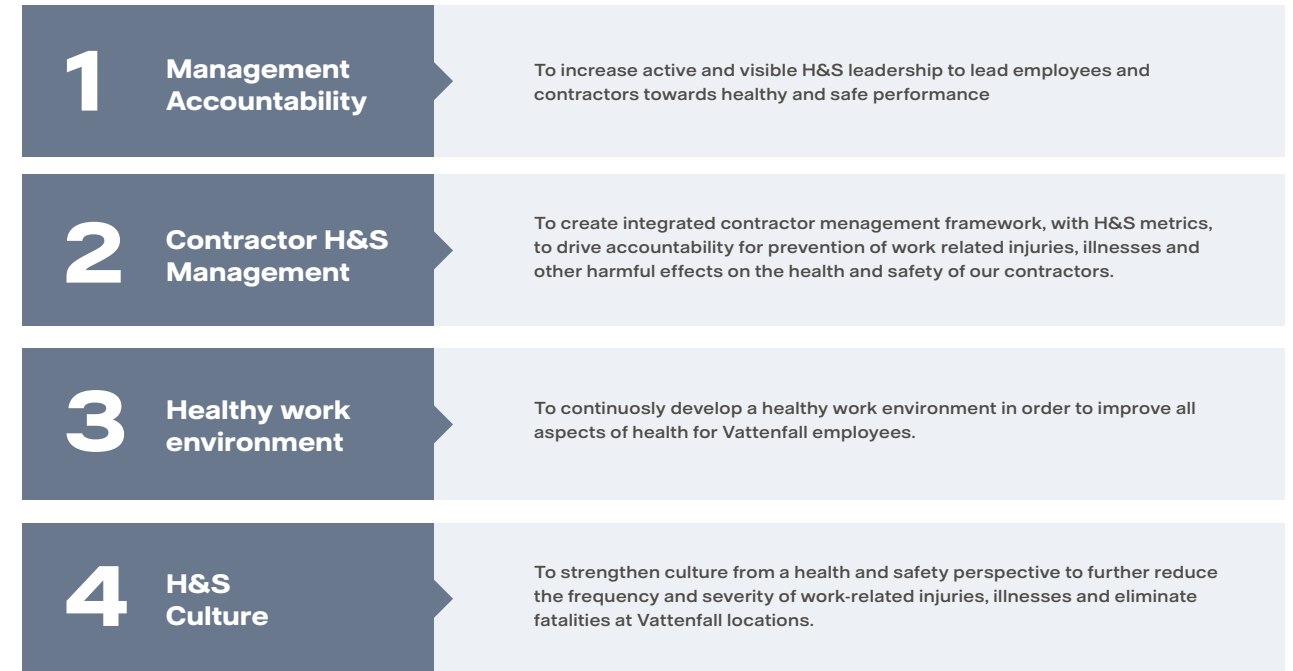 1
Management
Accountability
To increase active and visible H&S leadership to lead employees and
contractors towards healthy and safe performance
2
Contractor H&S
Management
To create integrated contractor menagement framework, with H&S metrics,
to drive accountability for prevention of work related injuries, illnesses and
other harmful effects on the health and safety of our contractors.
3
Healthy work
environment
To continuosly develop a healthy work environment in order to improve all
aspects of health for Vattenfall employees.
4
H&S
Culture
To strengthen culture from a health and safety perspective to further reduce
the frequency and severity of work-related injuries, illnesses and eliminate
fatalities at Vattenfall locations.